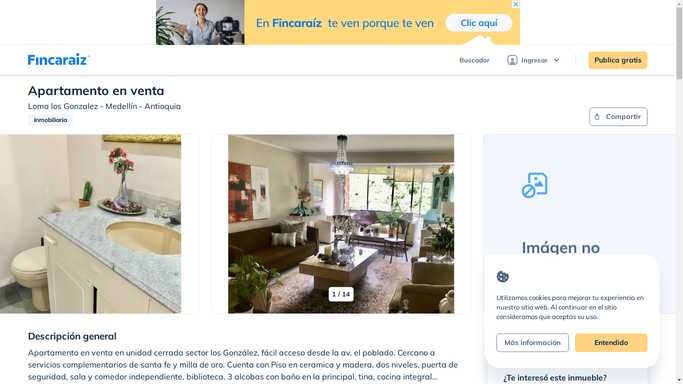 En Fincaraíz te ven porque te ven
Clic aquí
Fincaraíz
Buscador
Ingresar
Publica gratis
Apartamento en venta
Loma los Gonzalez - Medellín - Antioquia
Inmobiliaria
Compartir
1 / 14
Imágen no
Utilizamos cookies para mejorar tu experiencia en
nuestro sitio web. Al continuar en el sitio
consideramos que aceptas su uso.
Más información
Entendido
¿Te interesó este inmueble?
Descripción general
Apartamento en venta en unidad cerrada sector los González, fácil acceso desde la av. el poblado. Cercano a
servicios complementarios de santa fe y milla de oro. Cuenta con Piso en ceramica y madera, dos niveles, puerta de
seguridad, sala y comedor independiente, biblioteca, 3 alcobas con baño en la principal, tina, cocina integral...